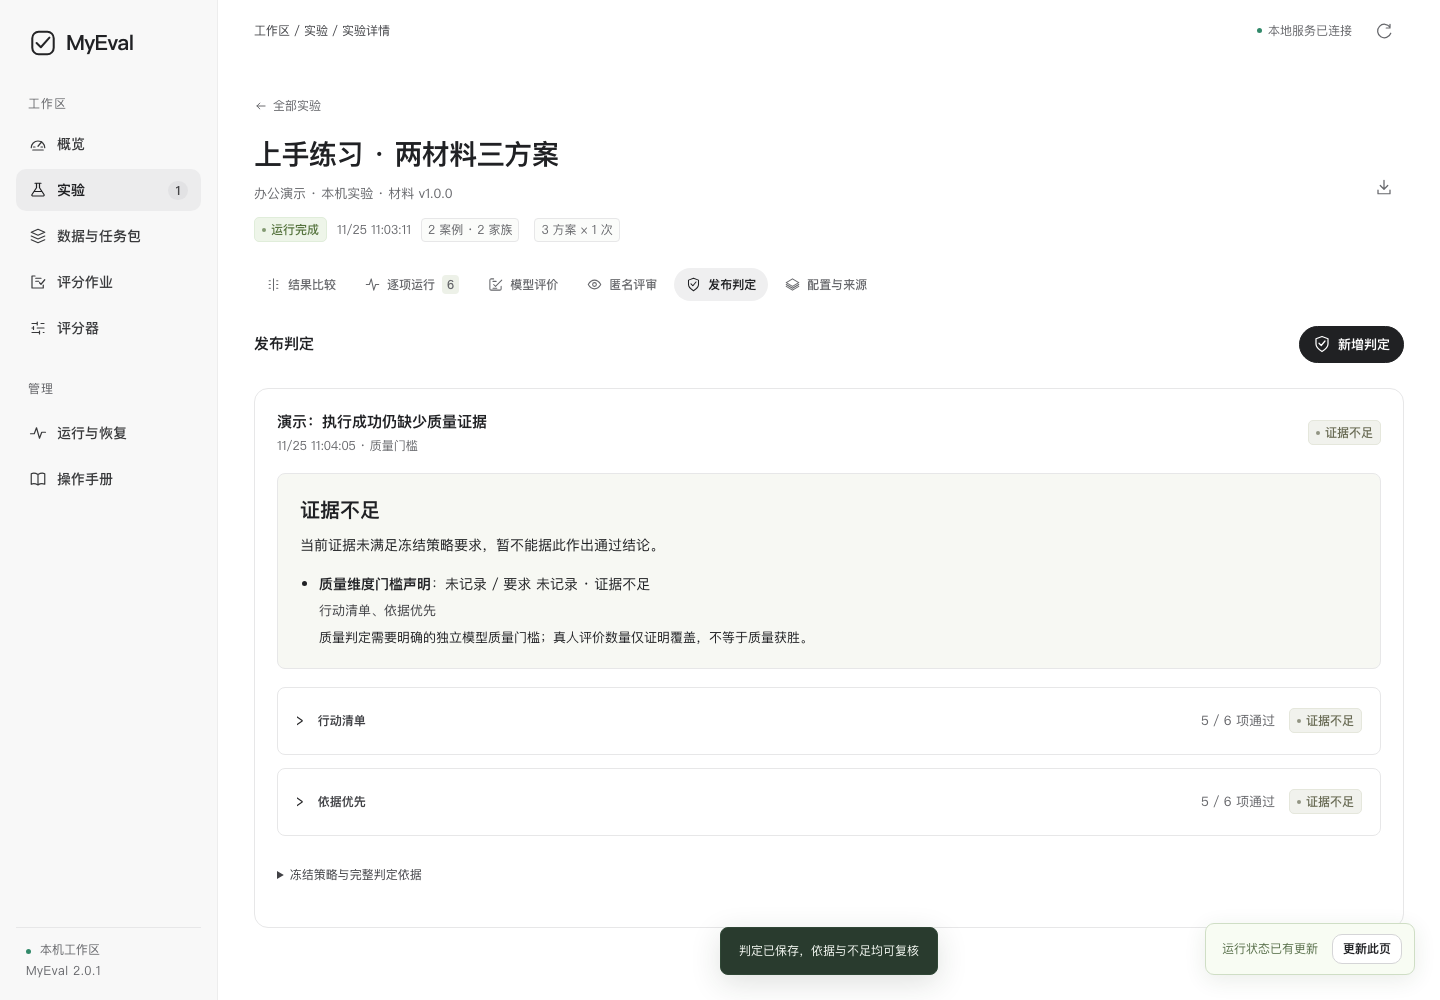 MyEval
工作区
概览
实验 1
数据与任务包
评分作业
评分器
管理
运行与恢复
操作手册
本机工作区
MyEval 2.0.1
工作区 / 实验 / 实验详情
本地服务已连接
← 全部实验
上手练习 · 两材料三方案
办公演示 · 本机实验 · 材料 v1.0.0
运行完成 11/25 11:03:11 2 案例 · 2 家族 3 方案 × 1 次
结果比较 逐项运行 6 模型评价 匿名评审 发布判定 配置与来源
发布判定
新增判定
演示：执行成功仍缺少质量证据
11/25 11:04:05 · 质量门槛
证据不足
证据不足
当前证据未满足冻结策略要求，暂不能据此作出通过结论。
• 质量维度门槛声明：未记录 / 要求 未记录 · 证据不足
行动清单、依据优先
质量判定需要明确的独立模型质量门槛；真人评价数量仅证明覆盖，不等于质量获胜。
行动清单 5 / 6 项通过 证据不足
依据优先 5 / 6 项通过 证据不足
冻结策略与完整判定依据
判定已保存，依据与不足均可复核
运行状态已有更新 更新此页